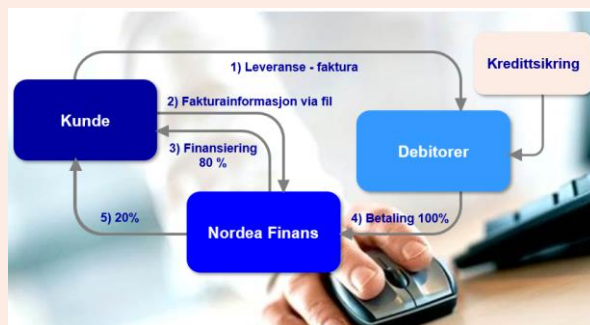 1) Leveranse - faktura
Kredittsikring
2) Fakturainformasjon via fil
Kunde
3) Finansiering
80 %
Debitorer
5) 20%
Nordea Finans
4) Betaling 100%